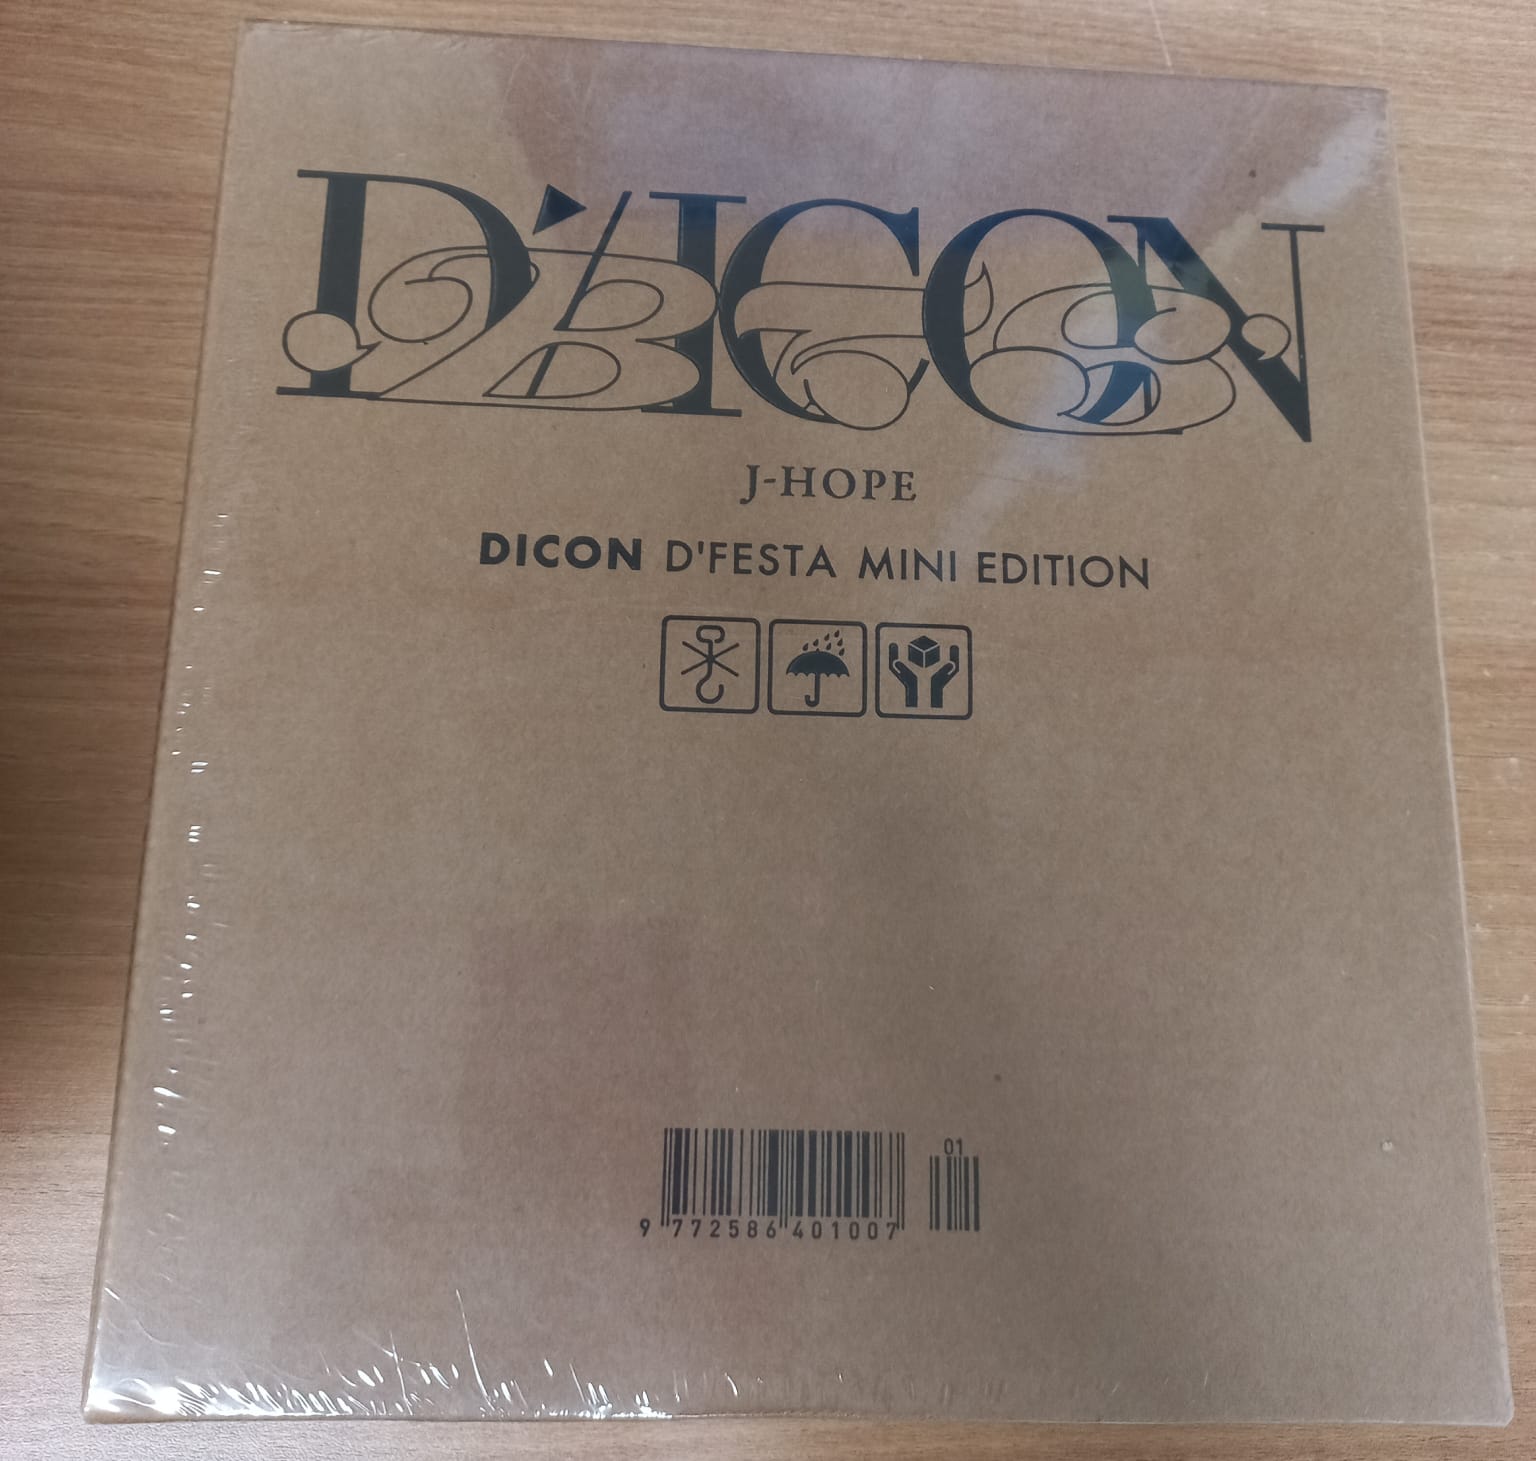 D'ICON
J-HOPE
DICON D'FESTA MINI EDITION
01
9 772586 401007